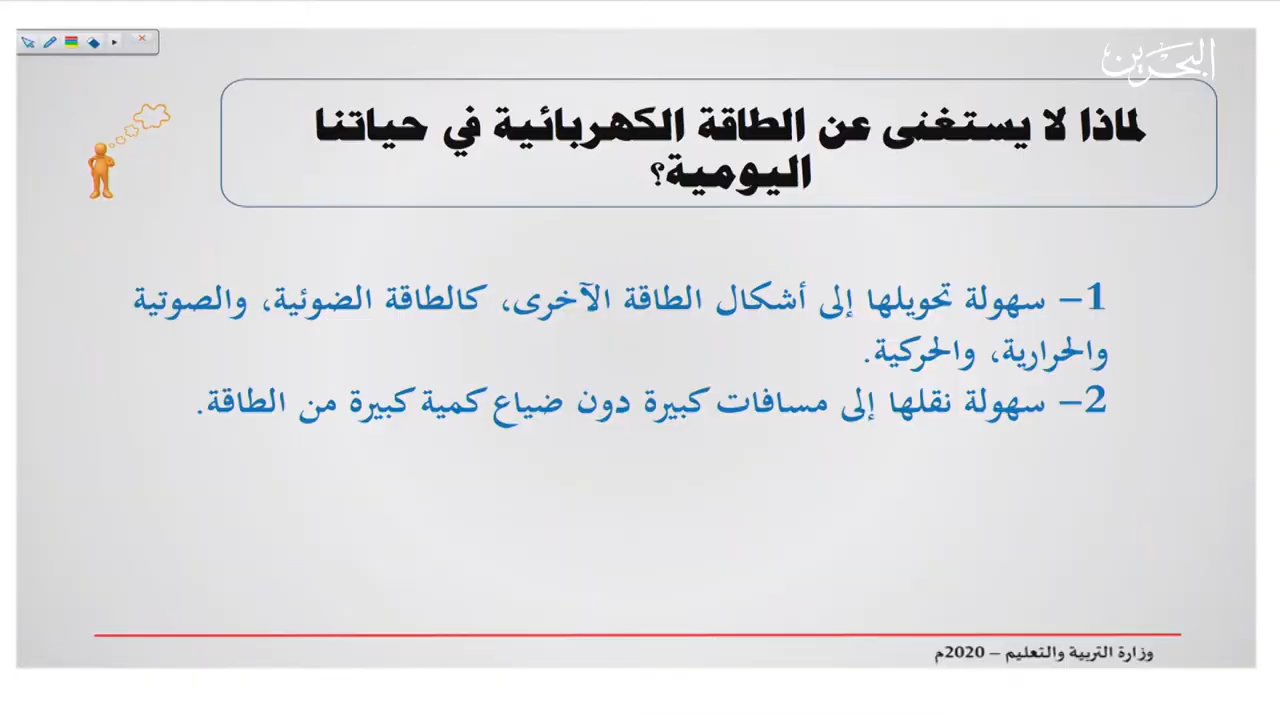 البحرين
لماذا لا يستغنى عن الطاقة الكهربائية في حياتنا
اليومية؟
1- سهولة تحويلها إلى أشكال الطاقة الآخرى، كالطاقة الضوئية، والصوتية
والحرارية، والحركية.
2- سهولة نقلها إلى مسافات كبيرة دون ضياع كمية كبيرة من الطاقة.
وزارة التربية والتعليم – 2020م